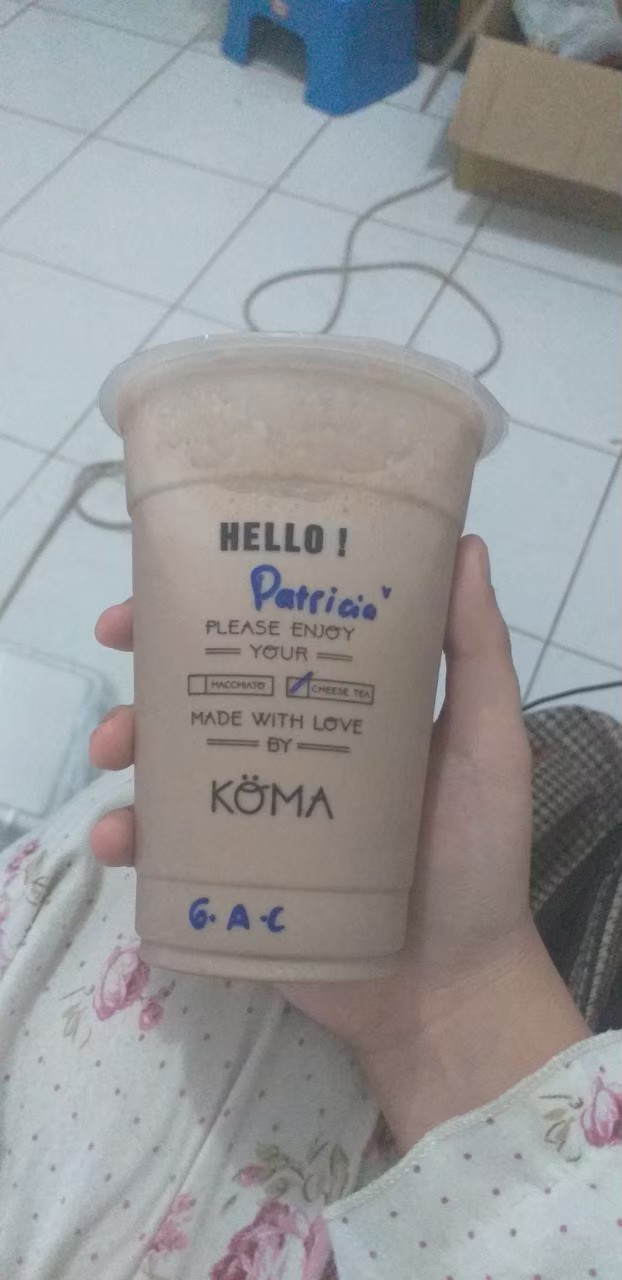 HELLO !
Patricia
PLEASE ENJOY
YOUR
MACCHIATO CHEESE TEA
MADE WITH LOVE
BY
KÖMA
G. A .C